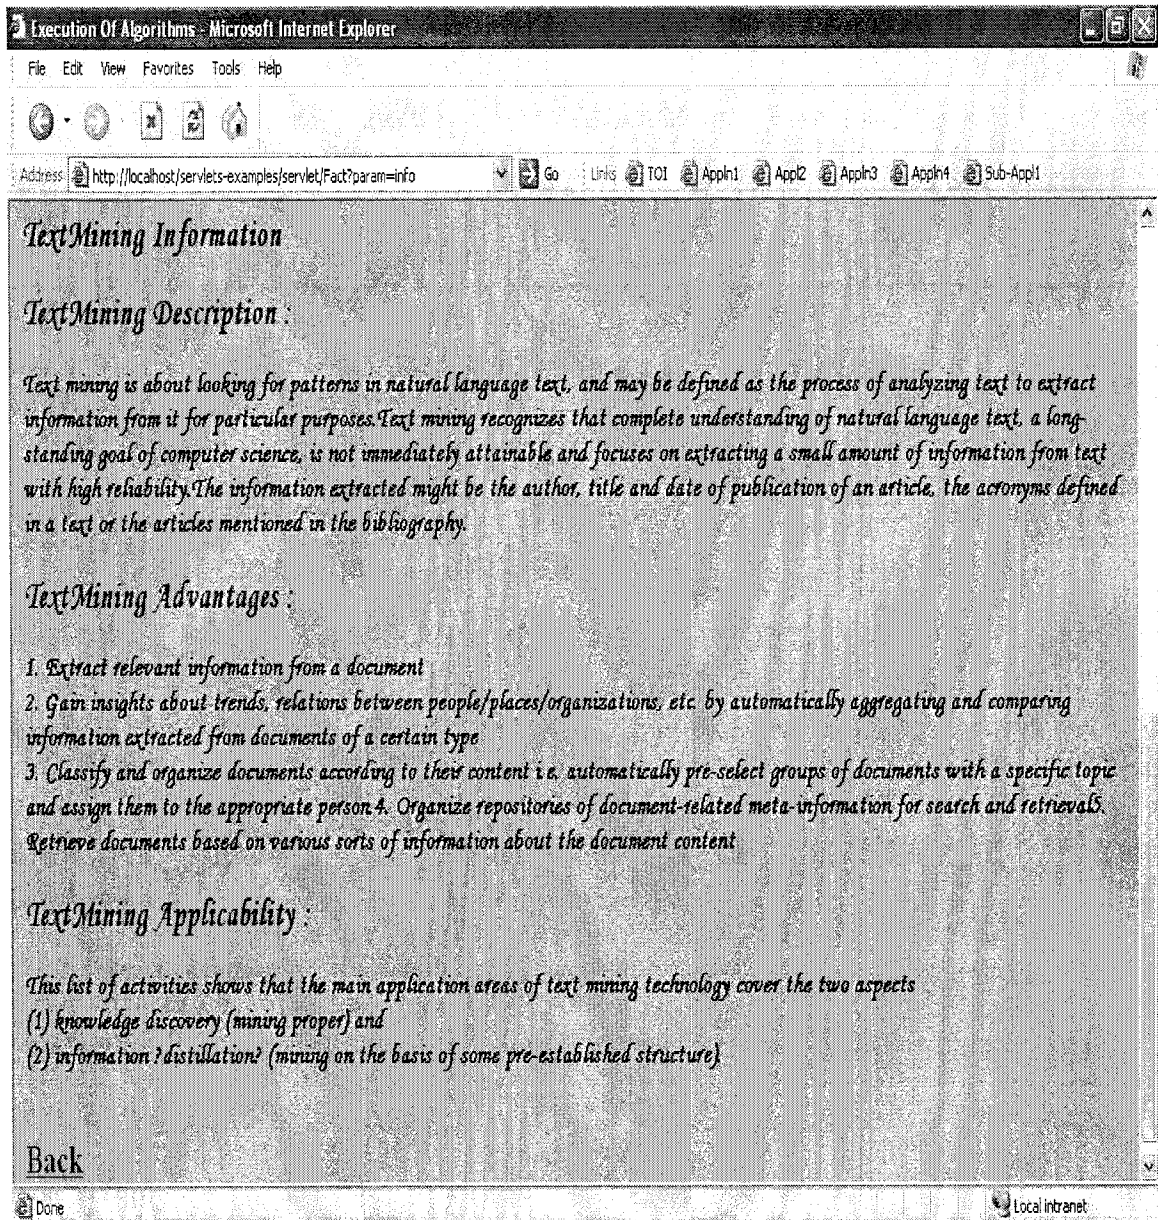 Execution Of Algorithms - Microsoft Internet Explorer
File Edit View Favorites Tools Help
Address http://localhost/servlets-examples/servlet/Fact?param=info Go Links TOI Appln1 Appl2 Appln3 Appln4 Sub-Appl1
TextMining Information
TextMining Description :
Text mining is about looking for patterns in natural language text, and may be defined as the process of analyzing text to extract
information from it for particular purposes.Text mining recognizes that complete understanding of natural language text, a long-
standing goal of computer science, is not immediately attainable and focuses on extracting a small amount of information from text
with high reliability.The information extracted might be the author, title and date of publication of an article, the acronyms defined
in a text or the articles mentioned in the bibliography.
TextMining Advantages :
1. Extract relevant information from a document
2. Gain insights about trends, relations between people/places/organizations, etc. by automatically aggregating and comparing
information extracted from documents of a certain type
3. Classify and organize documents according to their content i.e. automatically pre-select groups of documents with a specific topic
and assign them to the appropriate person4. Organize repositories of document-related meta-information for search and retrieval5.
Retrieve documents based on various sorts of information about the document content
TextMining Applicability :
This list of activities shows that the main application areas of text mining technology cover the two aspects
(1) knowledge discovery (mining proper) and
(2) information ?distillation? (mining on the basis of some pre-established structure)
Back
Done Local intranet